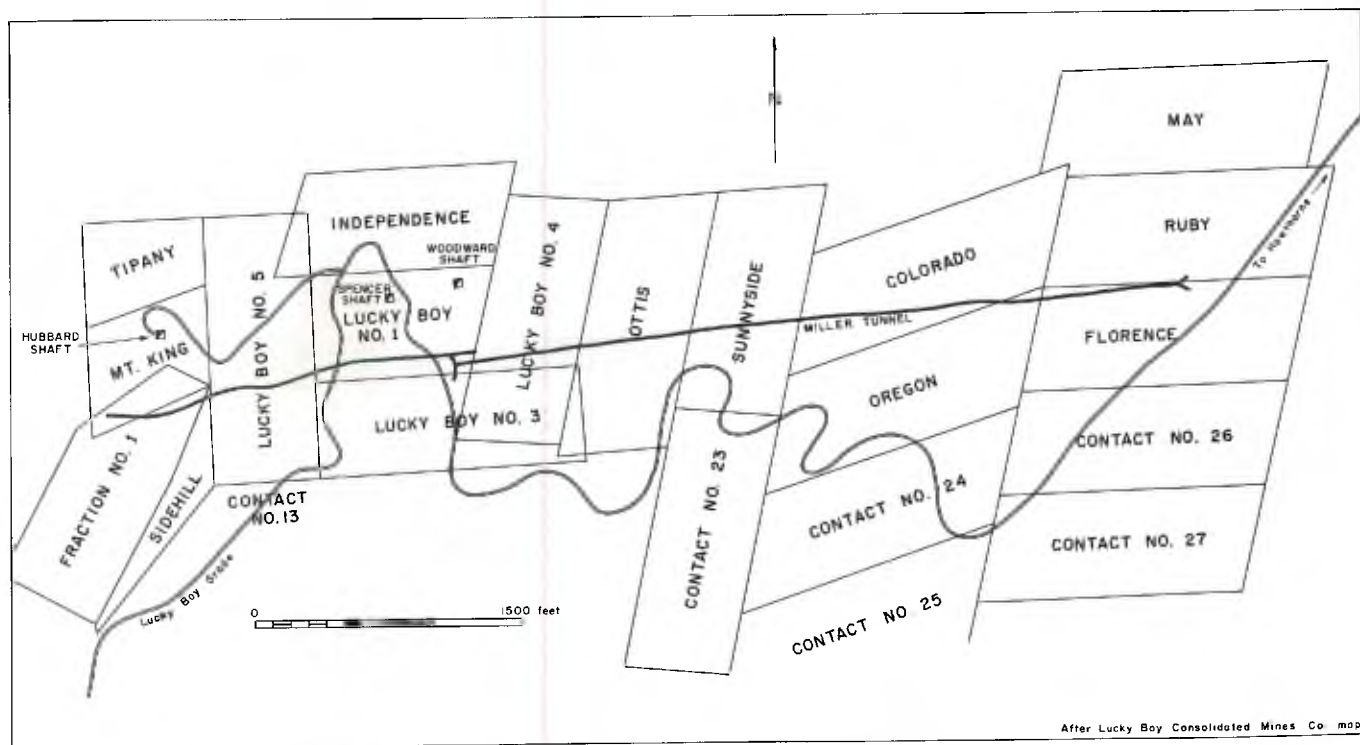 N
MAY
RUBY
To Hawthorne
INDEPENDENCE
WOODWARD
SHAFT
TIPANY
LUCKY BOY NO. 5
SPENCER
SHAFT
LUCKY BOY
NO. 1
LUCKY BOY NO. 4
OTTIS
SUNNYSIDE
COLORADO
MILLER TUNNEL
FLORENCE
HUBBARD
SHAFT
MT. KING
OREGON
LUCKY BOY NO. 3
CONTACT NO. 26
FRACTION NO. 1
SIDEHILL
CONTACT
NO. 13
CONTACT NO. 23
CONTACT NO. 24
CONTACT NO. 27
Lucky Boy Grade
0 1500 feet
CONTACT NO. 25
After Lucky Boy Consolidated Mines Co. map